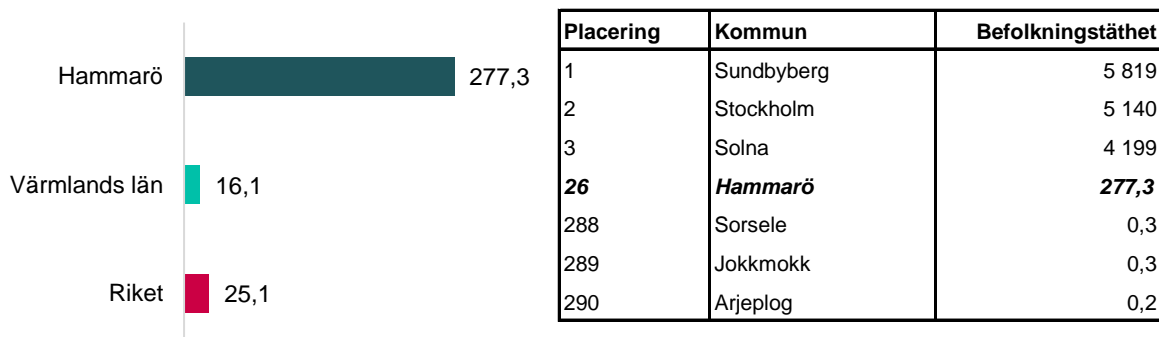 Hammarö 277,3
Värmlands län 16,1
Riket 25,1
Placering Kommun Befolkningstäthet
1 Sundbyberg 5 819
2 Stockholm 5 140
3 Solna 4 199
26 Hammarö 277,3
288 Sorsele 0,3
289 Jokkmokk 0,3
290 Arjeplog 0,2